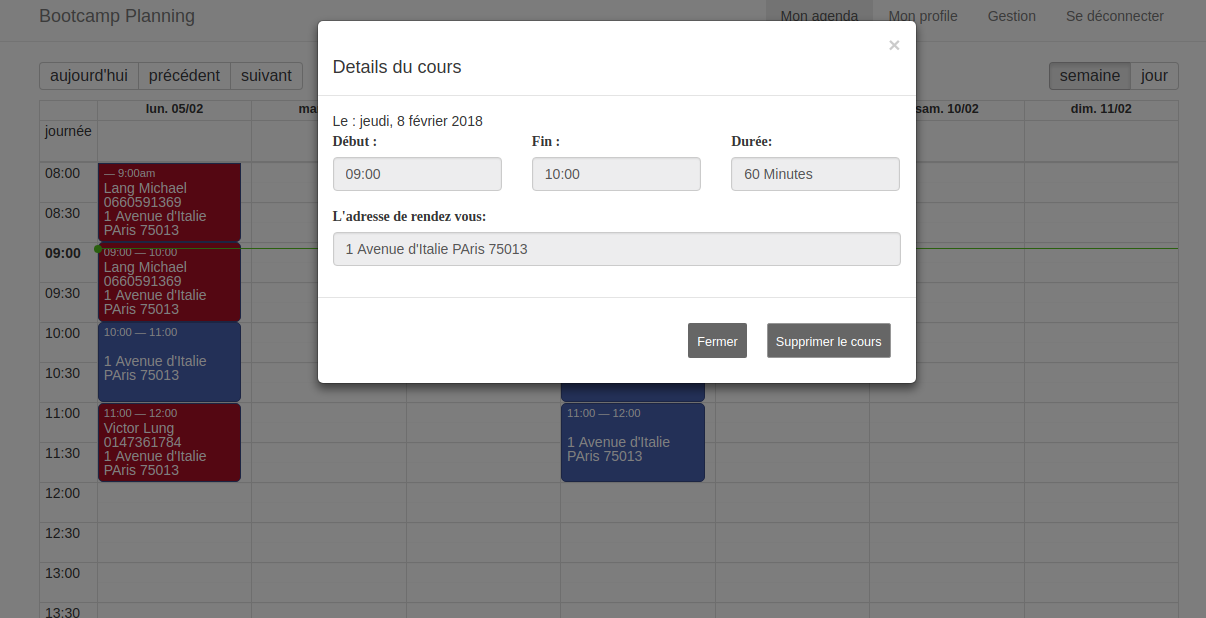 Bootcamp Planning
Mon agenda Mon profile Gestion Se déconnecter
×
Details du cours
aujourd'hui précédent suivant
semaine jour
lun. 05/02
sam. 10/02 dim. 11/02
journée
Le : jeudi, 8 février 2018
Début : Fin : Durée:
09:00 10:00 60 Minutes
L'adresse de rendez vous:
1 Avenue d'Italie PAris 75013
Fermer Supprimer le cours
08:00
08:30
09:00
09:30
10:00
10:30
11:00
11:30
12:00
12:30
13:00
13:30
— 9:00am
Lang Michael
0660591369
1 Avenue d'Italie
PAris 75013
09:00 — 10:00
Lang Michael
0660591369
1 Avenue d'Italie
PAris 75013
10:00 — 11:00
1 Avenue d'Italie
PAris 75013
11:00 — 12:00
Victor Lung
0147361784
1 Avenue d'Italie
PAris 75013
11:00 — 12:00
1 Avenue d'Italie
PAris 75013